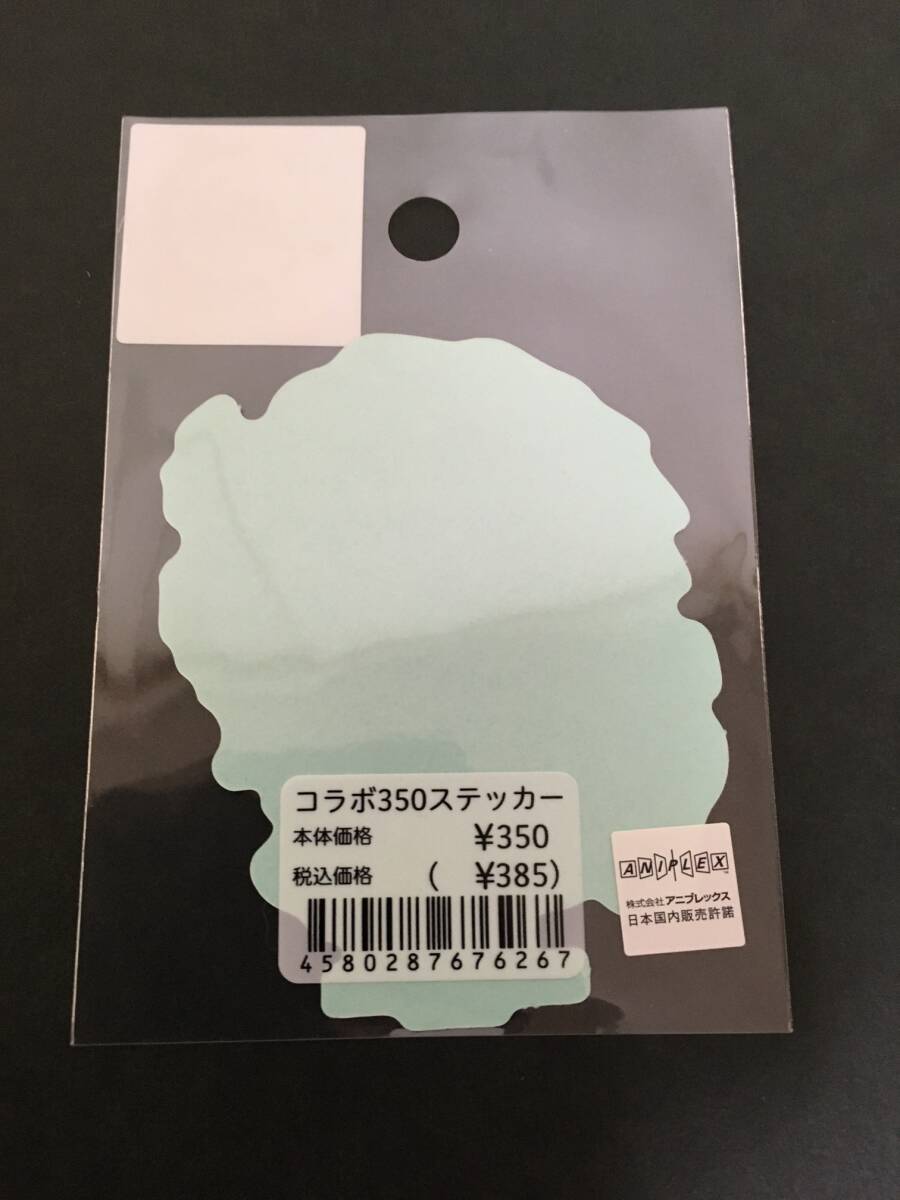 コラボ350ステッカー
本体価格 ¥350
税込価格 ( ¥385)
4580287676267
ANIPLEX™
株式会社 アニプレックス
日本国内販売許諾